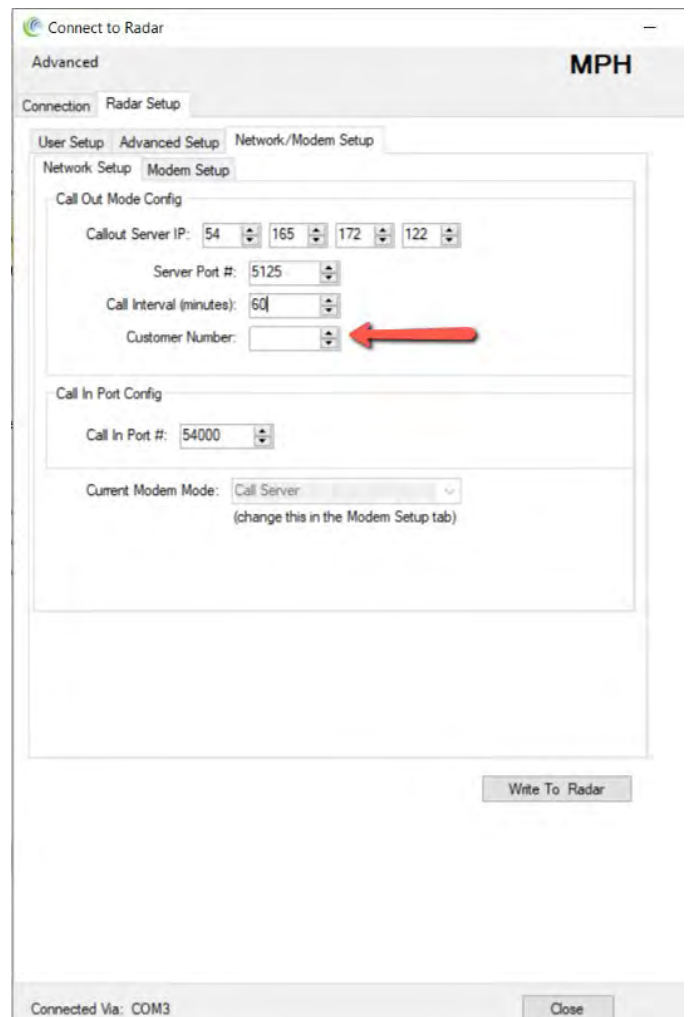 Connect to Radar
Advanced
MPH
Connection Radar Setup
User Setup Advanced Setup Network/Modem Setup
Network Setup Modem Setup
Call Out Mode Config
Callout Server IP: 54 165 172 122
Server Port #: 5125
Call Interval (minutes): 60
Customer Number:
Call In Port Config
Call In Port #: 54000
Current Modem Mode: Call Server
(change this in the Modem Setup tab)
Write To Radar
Connected Via: COM3 Close